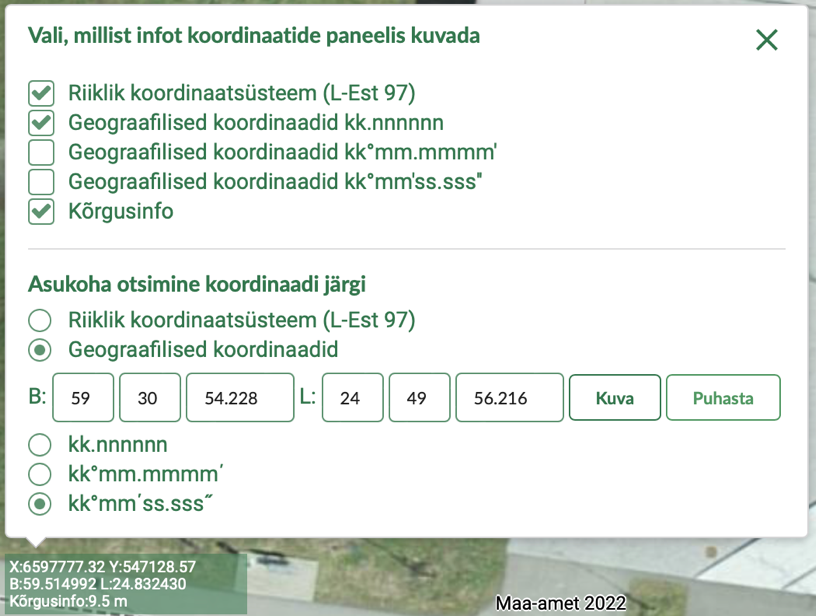 Vali, millist infot koordinaatide paneelis kuvada
Riiklik koordinaatsüsteem (L-Est 97)
Geograafilised koordinaadid kk.nnnnnn
Geograafilised koordinaadid kk°mm.mmmm'
Geograafilised koordinaadid kk°mm'ss.sss"
Kõrgusinfo
Asukoha otsimine koordinaadi järgi
Riiklik koordinaatsüsteem (L-Est 97)
Geograafilised koordinaadid
B: 59 30 54.228 L: 24 49 56.216 Kuva Puhasta
kk.nnnnnn
kk°mm.mmmm´
kk°mm´ss.sss˝
X:6597777.32 Y:547128.57
B:59.514992 L:24.832430
Kõrgusinfo:9.5 m
Maa-amet 2022